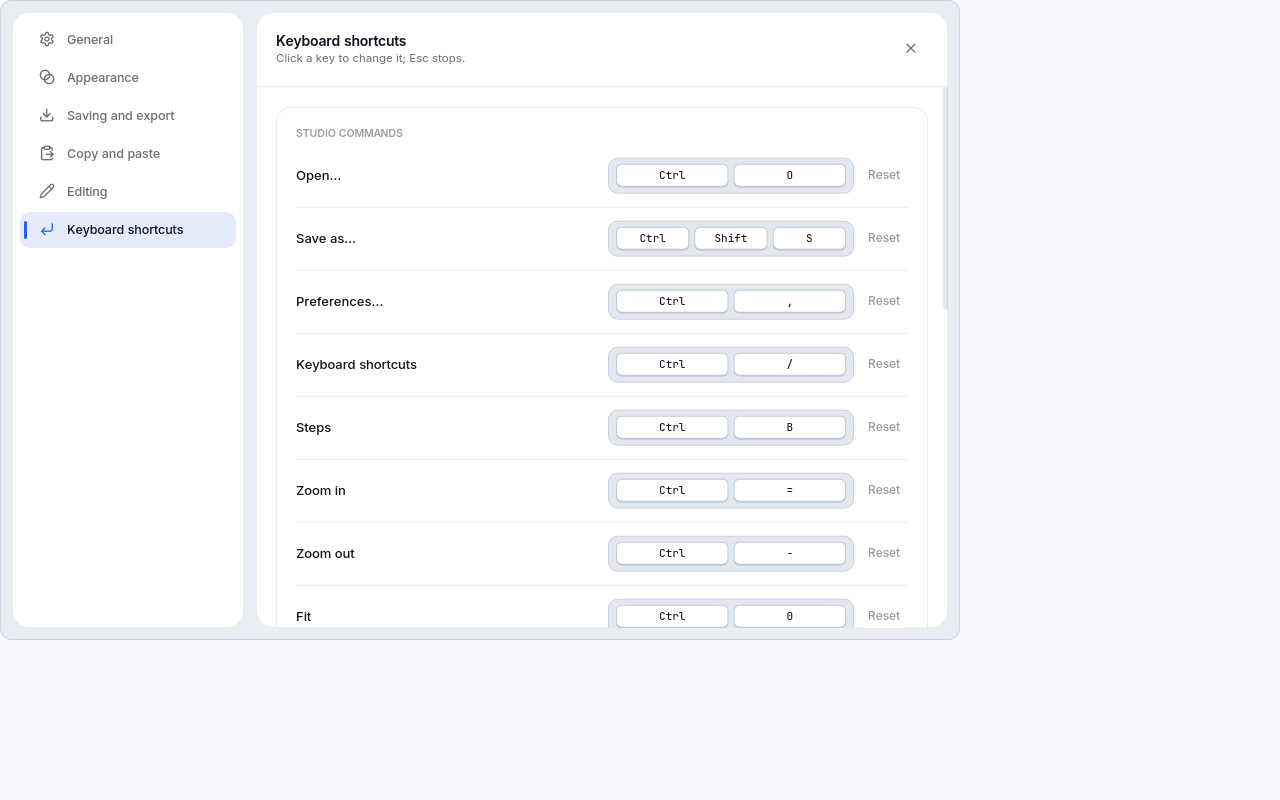 General
Appearance
Saving and export
Copy and paste
Editing
Keyboard shortcuts
Keyboard shortcuts
Click a key to change it; Esc stops.
STUDIO COMMANDS
Open... Ctrl O Reset
Save as... Ctrl Shift S Reset
Preferences... Ctrl , Reset
Keyboard shortcuts Ctrl / Reset
Steps Ctrl B Reset
Zoom in Ctrl = Reset
Zoom out Ctrl - Reset
Fit Ctrl 0 Reset